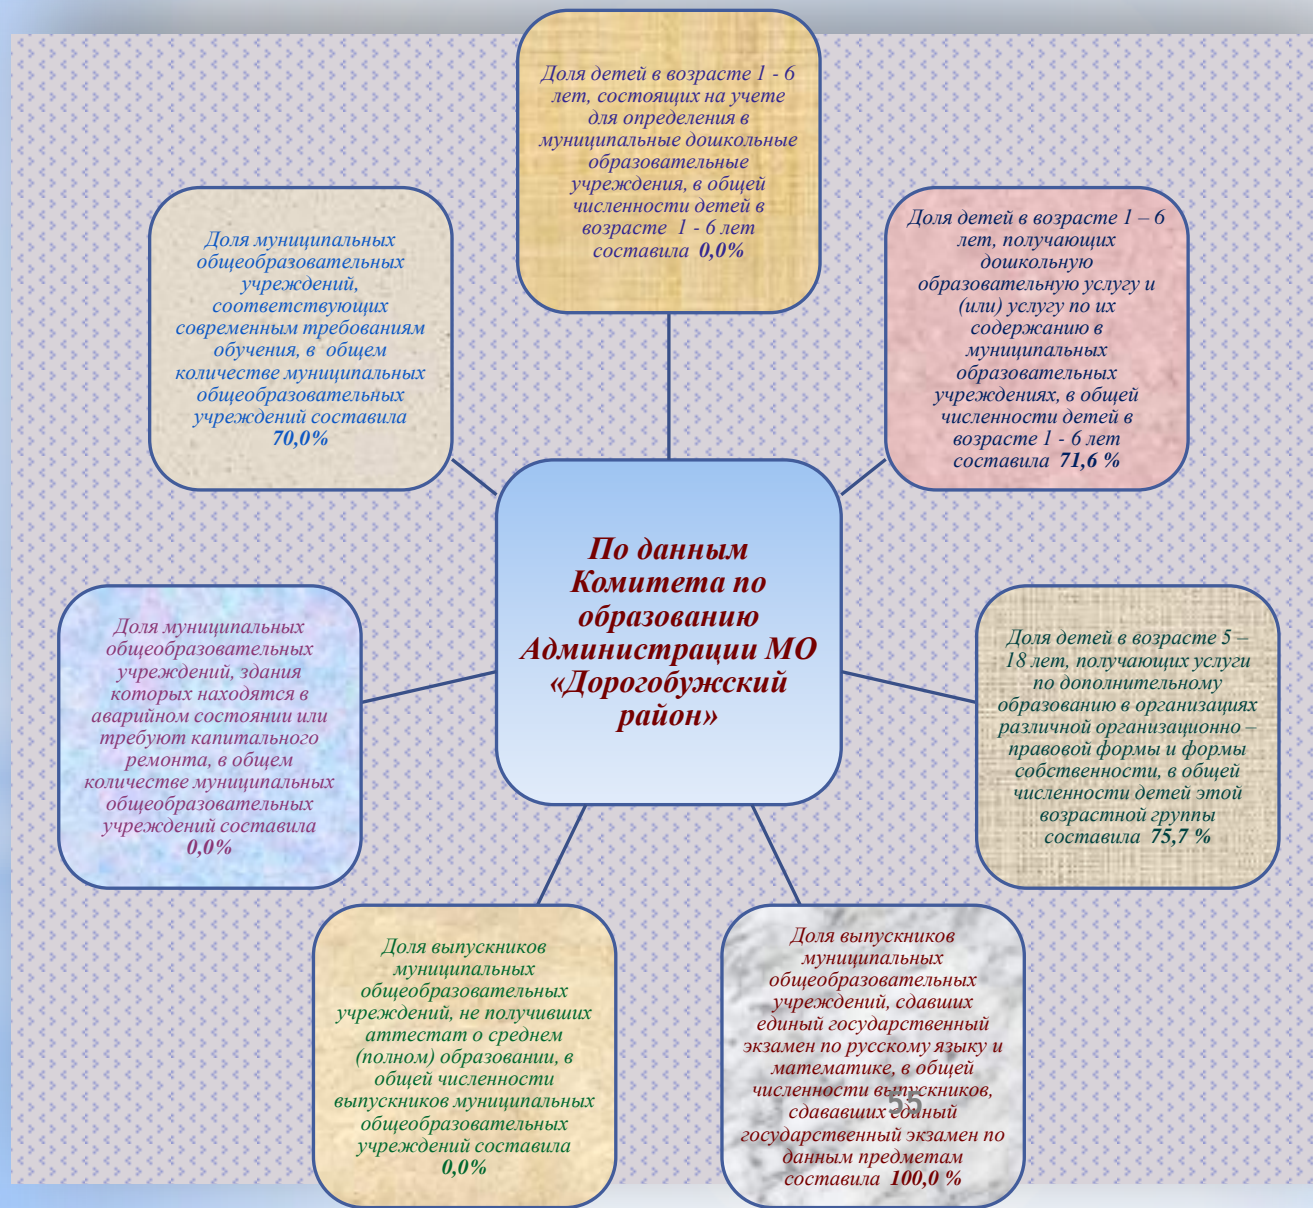 Доля детей в возрасте 1 - 6
лет, состоящих на учете
для определения в
муниципальные дошкольные
образовательные
учреждения, в общей
численности детей в
возрасте 1 - 6 лет
составила 0,0%
Доля детей в возрасте 1 – 6
лет, получающих
дошкольную
образовательную услугу и
(или) услугу по их
содержанию в
муниципальных
образовательных
учреждениях, в общей
численности детей в
возрасте 1 - 6 лет
составила 71,6 %
Доля детей в возрасте 5 –
18 лет, получающих услуги
по дополнительному
образованию в организациях
различной организационно –
правовой формы и формы
собственности, в общей
численности детей этой
возрастной группы
составила 75,7 %
Доля выпускников
муниципальных
общеобразовательных
учреждений, сдавших
единый государственный
экзамен по русскому языку и
математике, в общей
численности выпускников,
сдававших единый
государственный экзамен по
данным предметам
составила 100,0 %
55
Доля выпускников
муниципальных
общеобразовательных
учреждений, не получивших
аттестат о среднем
(полном) образовании, в
общей численности
выпускников муниципальных
общеобразовательных
учреждений составила
0,0%
Доля муниципальных
общеобразовательных
учреждений, здания
которых находятся в
аварийном состоянии или
требуют капитального
ремонта, в общем
количестве муниципальных
общеобразовательных
учреждений составила
0,0%
Доля муниципальных
общеобразовательных
учреждений,
соответствующих
современным требованиям
обучения, в общем
количестве муниципальных
общеобразовательных
учреждений составила
70,0%
По данным
Комитета по
образованию
Администрации МО
«Дорогобужский
район»